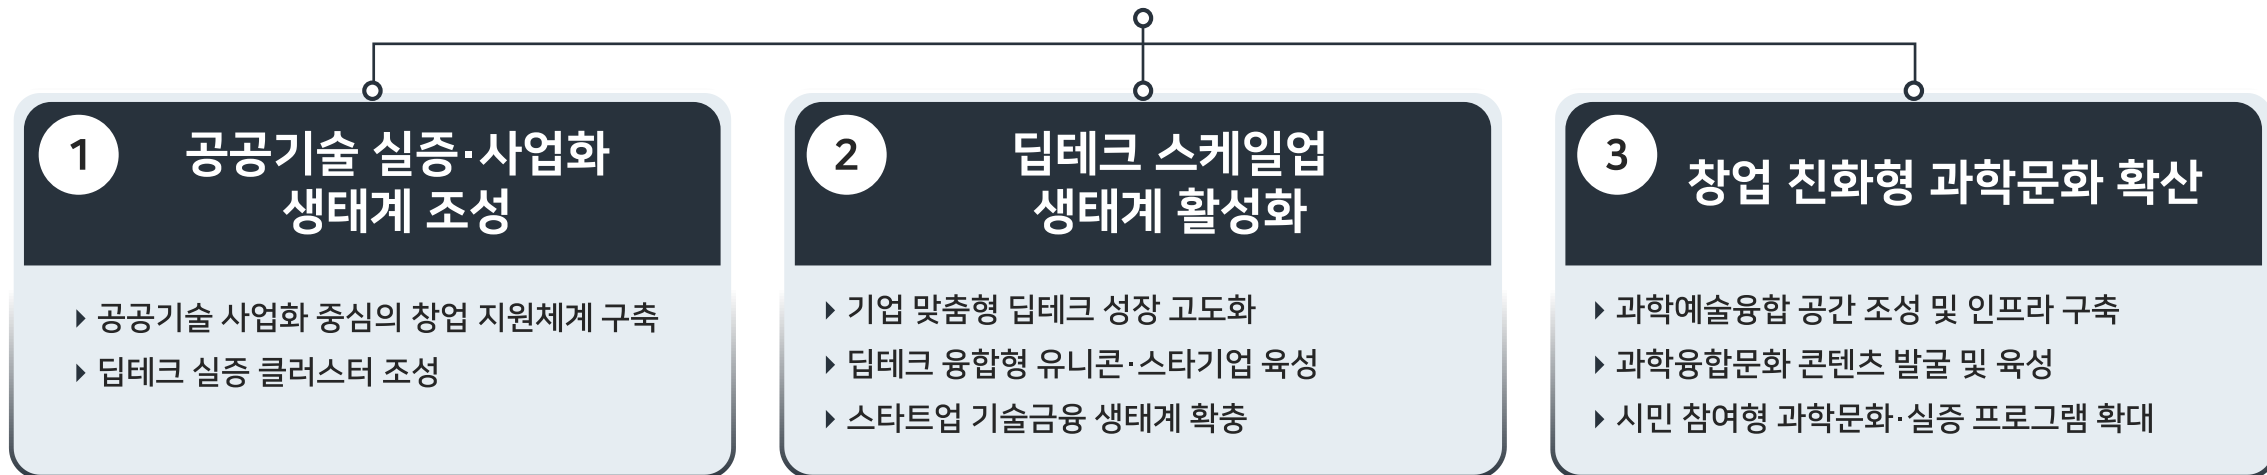 1
공공기술 실증·사업화
생태계 조성
공공기술 사업화 중심의 창업 지원체계 구축
딥테크 실증 클러스터 조성
2
딥테크 스케일업
생태계 활성화
기업 맞춤형 딥테크 성장 고도화
딥테크 융합형 유니콘·스타기업 육성
스타트업 기술금융 생태계 확충
3
창업 친화형 과학문화 확산
과학예술융합 공간 조성 및 인프라 구축
과학융합문화 콘텐츠 발굴 및 육성
시민 참여형 과학문화·실증 프로그램 확대